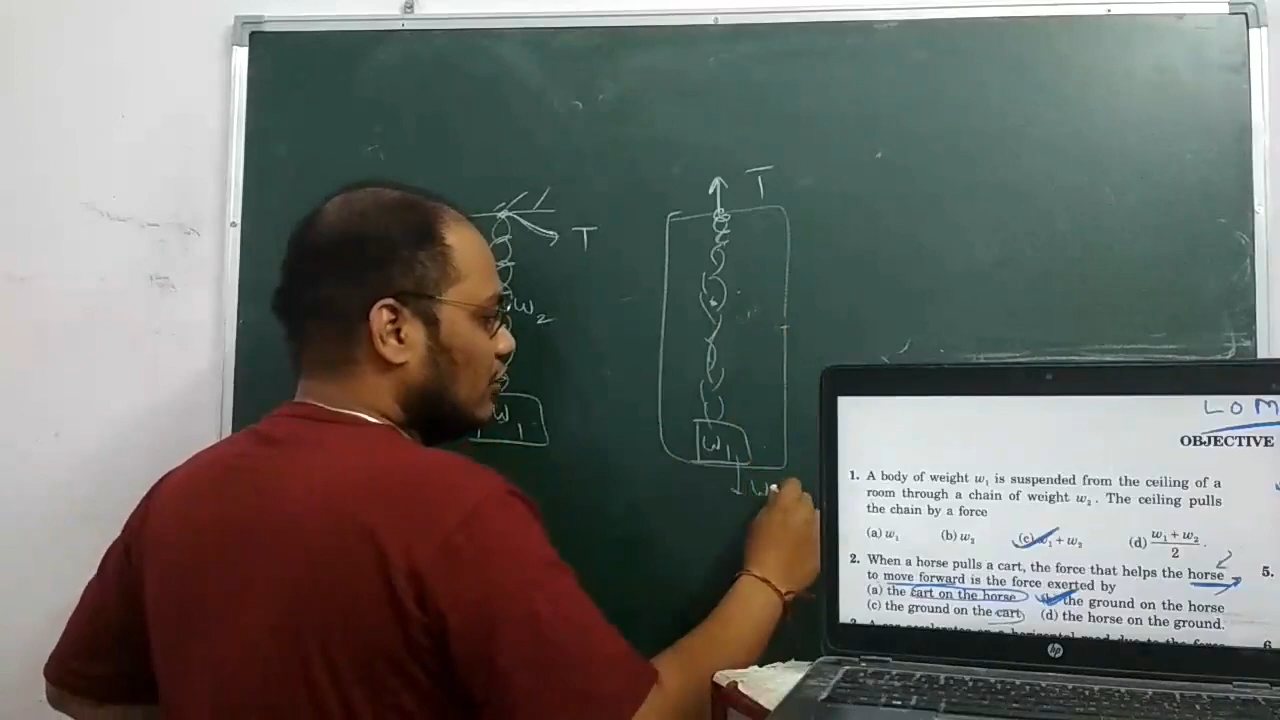 T
T
w₂
w₁
w₁
w
LOM
OBJECTIVE
1. A body of weight w₁ is suspended from the ceiling of a
room through a chain of weight w₂. The ceiling pulls
the chain by a force
(a) w₁ (b) w₂ (c) w₁ + w₂ (d) (w₁ + w₂)/2.
2. When a horse pulls a cart, the force that helps the horse
to move forward is the force exerted by
(a) the cart on the horse (b) the ground on the horse
(c) the ground on the cart (d) the horse on the ground.
5.
6
hp